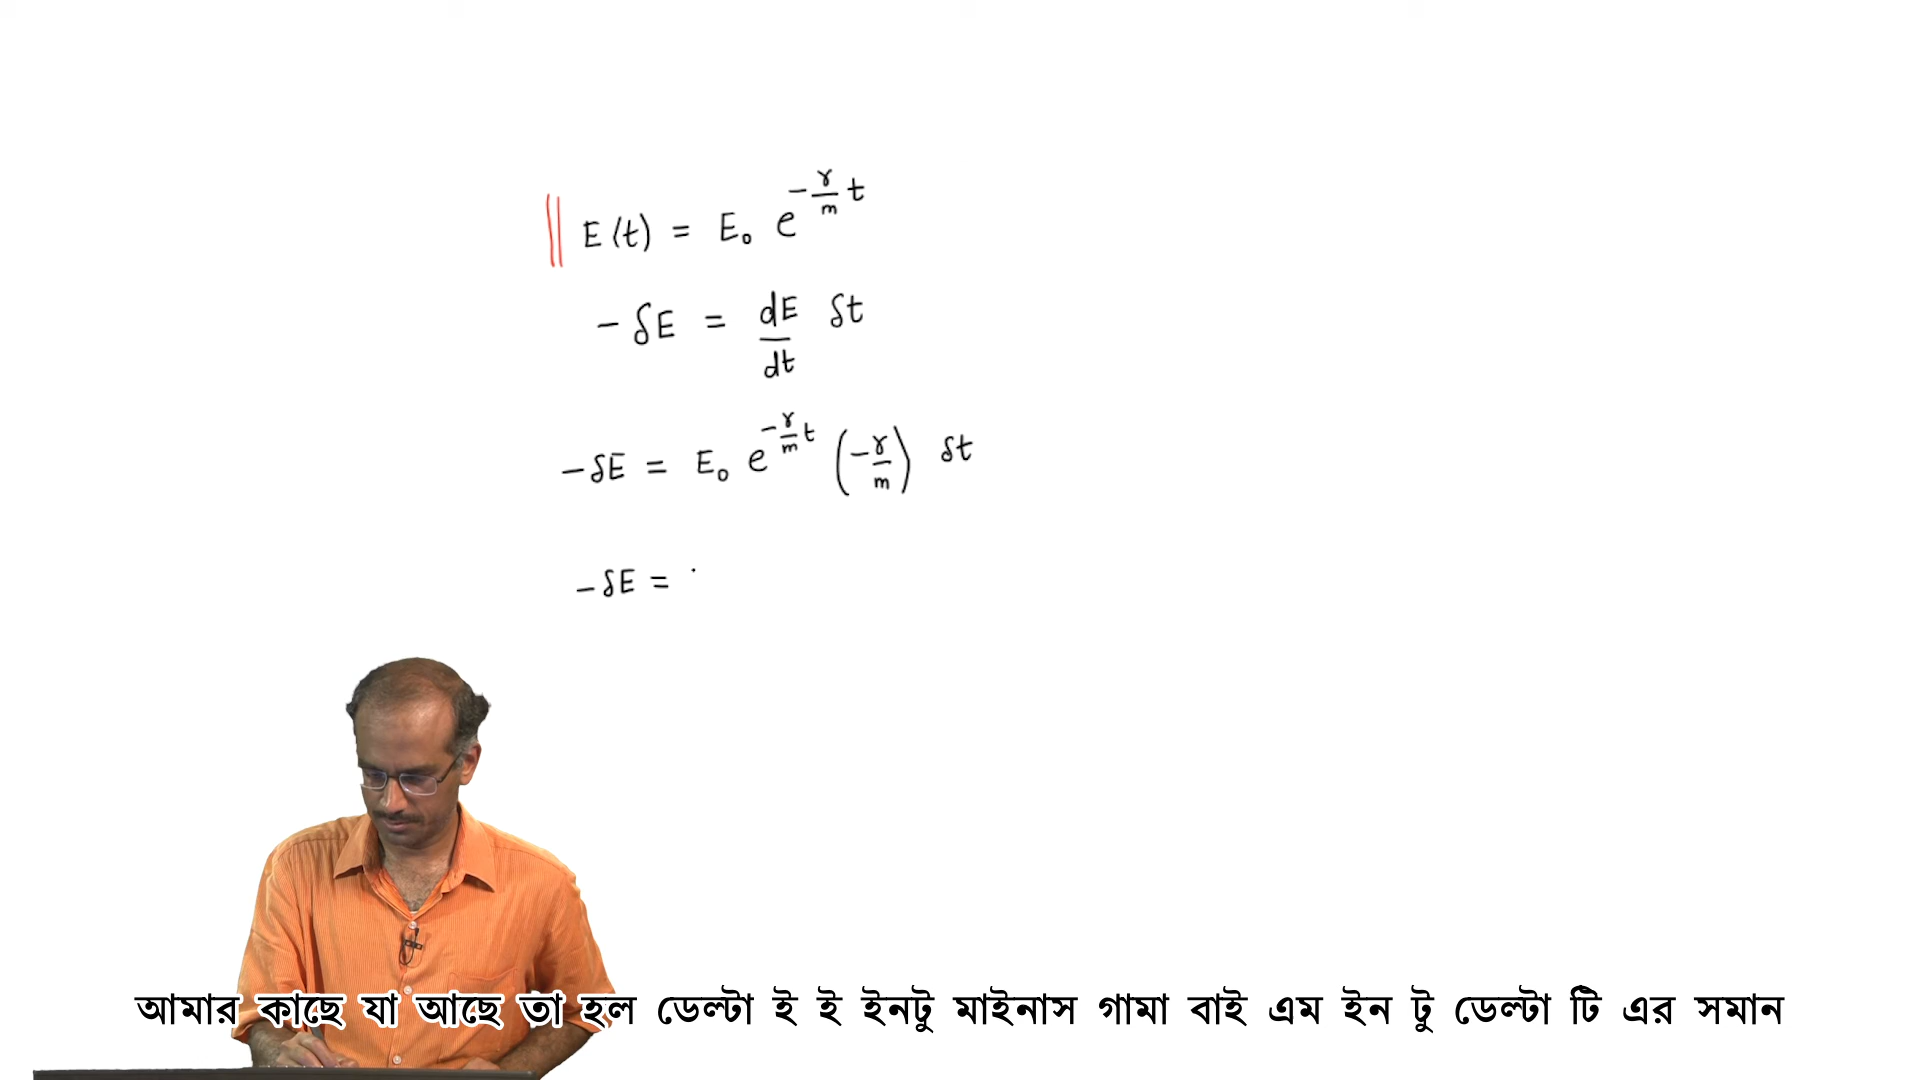 E(t) = E₀ e^{-γ/m t}
-δE = dE/dt δt
-δE = E₀ e^{-γ/m t} (-γ/m) δt
-δE =
আমার কাছে যা আছে তা হল ডেল্টা ই ই ইনটু মাইনাস গামা বাই এম ইন টু ডেল্টা টি এর সমান